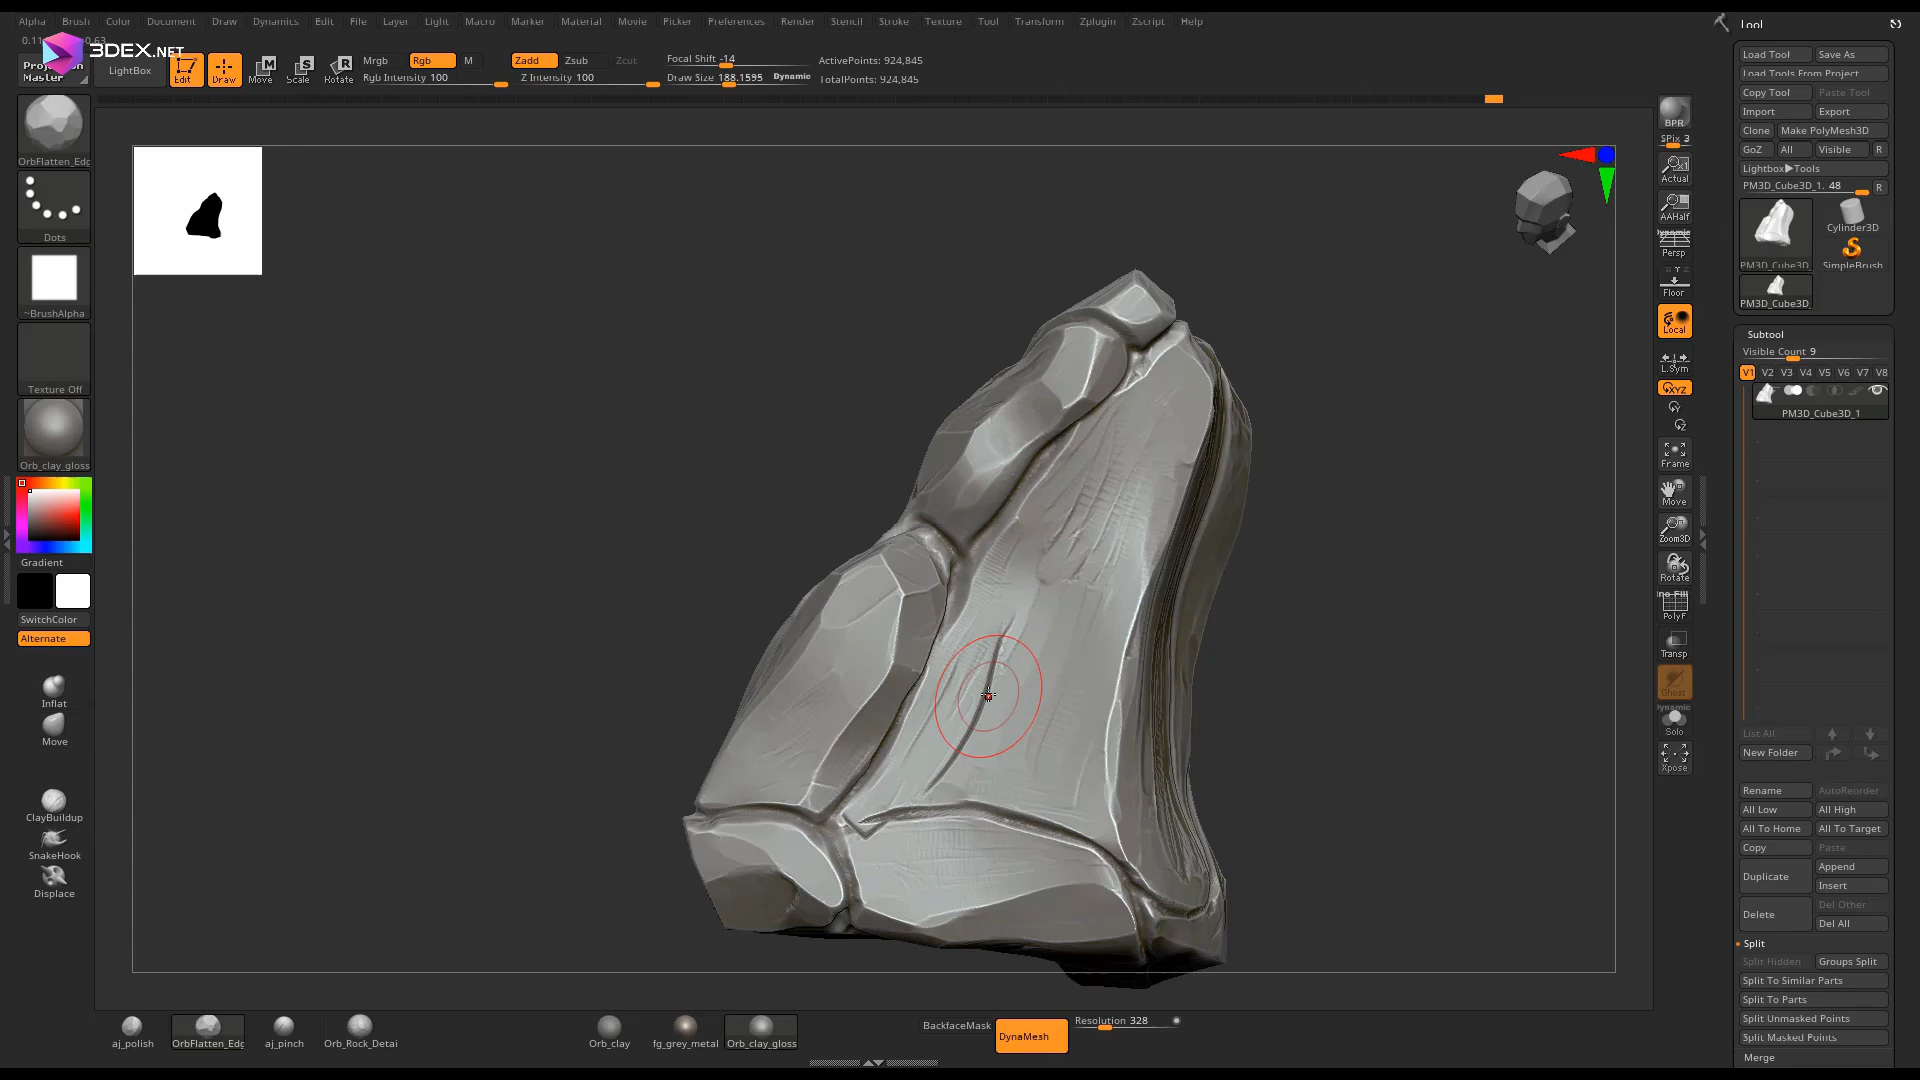 Alpha Brush Color Document Draw Dynamics Edit File Layer Light Macro Marker Material Movie Picker Preferences Render Stencil Stroke Texture Tool Transform Zplugin Zscript Help
Tool
3DEX.NET
Master
LightBox
Edit
Draw
Move
Scale
Rotate
Mrgb
Rgb
M
Rgb Intensity 100
Zadd
Zsub
Zcut
Z Intensity 100
Focal Shift -14
Draw Size 188.1595
Dynamic
ActivePoints: 924,845
TotalPoints: 924,845
Load Tool
Save As
Load Tools From Project
Copy Tool
Paste Tool
Import
Export
Clone
Make PolyMesh3D
GoZ
All
Visible
R
Lightbox▶Tools
PM3D_Cube3D_1. 48
R
PM3D_Cube3D
Cylinder3D
SimpleBrush
PM3D_Cube3D_
Subtool
Visible Count 9
V1 V2 V3 V4 V5 V6 V7 V8
PM3D_Cube3D_1
List All
New Folder
Rename
AutoReorder
All Low
All High
All To Home
All To Target
Copy
Paste
Duplicate
Append
Insert
Delete
Del Other
Del All
Split
Split Hidden
Groups Split
Split To Similar Parts
Split To Parts
Split Unmasked Points
Split Masked Points
Merge
BPR
SPix 3
Actual
AAHalf
Dynamic
Persp
Floor
Local
L.Sym
XYZ
Frame
Move
Zoom3D
Rotate
PolyF
Transp
Ghost
Dynamic
Solo
Xpose
OrbFlatten_Edg
Dots
~BrushAlpha
Texture Off
Orb_clay_gloss
Gradient
SwitchColor
Alternate
Inflat
Move
ClayBuildup
SnakeHook
Displace
aj_polish
OrbFlatten_Edg
aj_pinch
Orb_Rock_Detai
Orb_clay
fg_grey_metal
Orb_clay_gloss
BackfaceMask
DynaMesh
Resolution 328